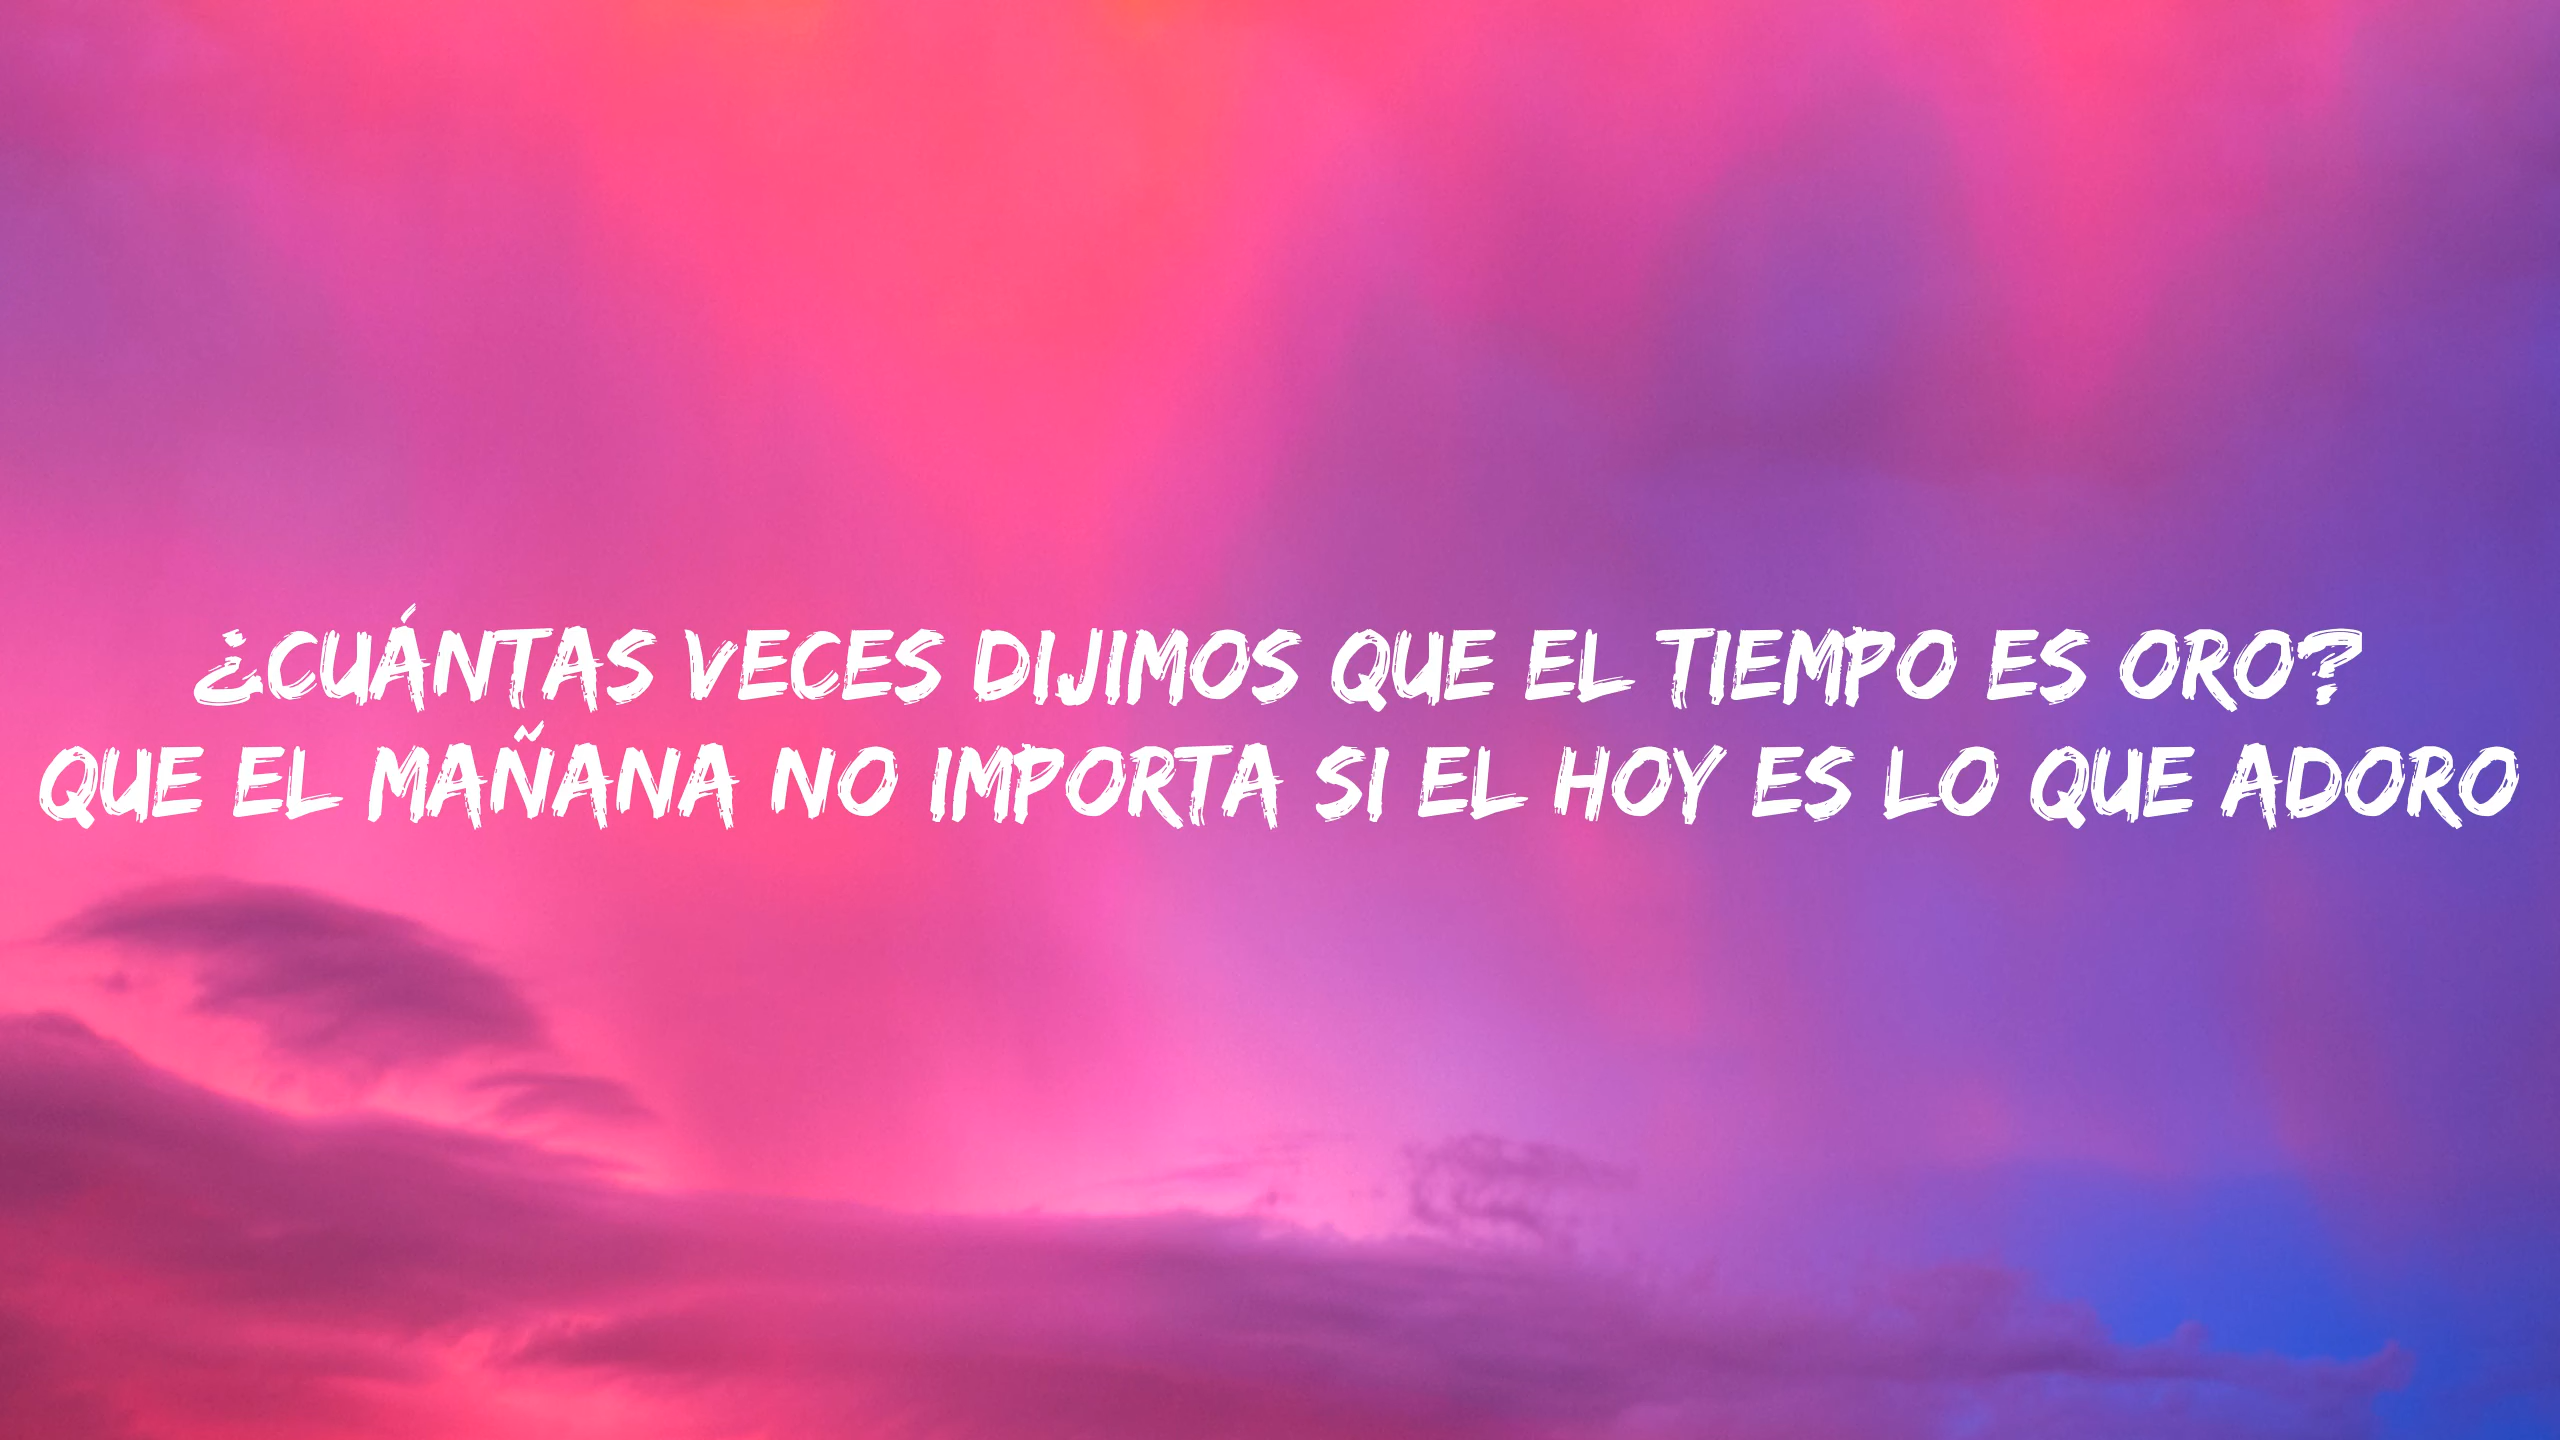 ¿CUÁNTAS VECES DIJIMOS QUE EL TIEMPO ES ORO?
QUE EL MAÑANA NO IMPORTA SI EL HOY ES LO QUE ADORO